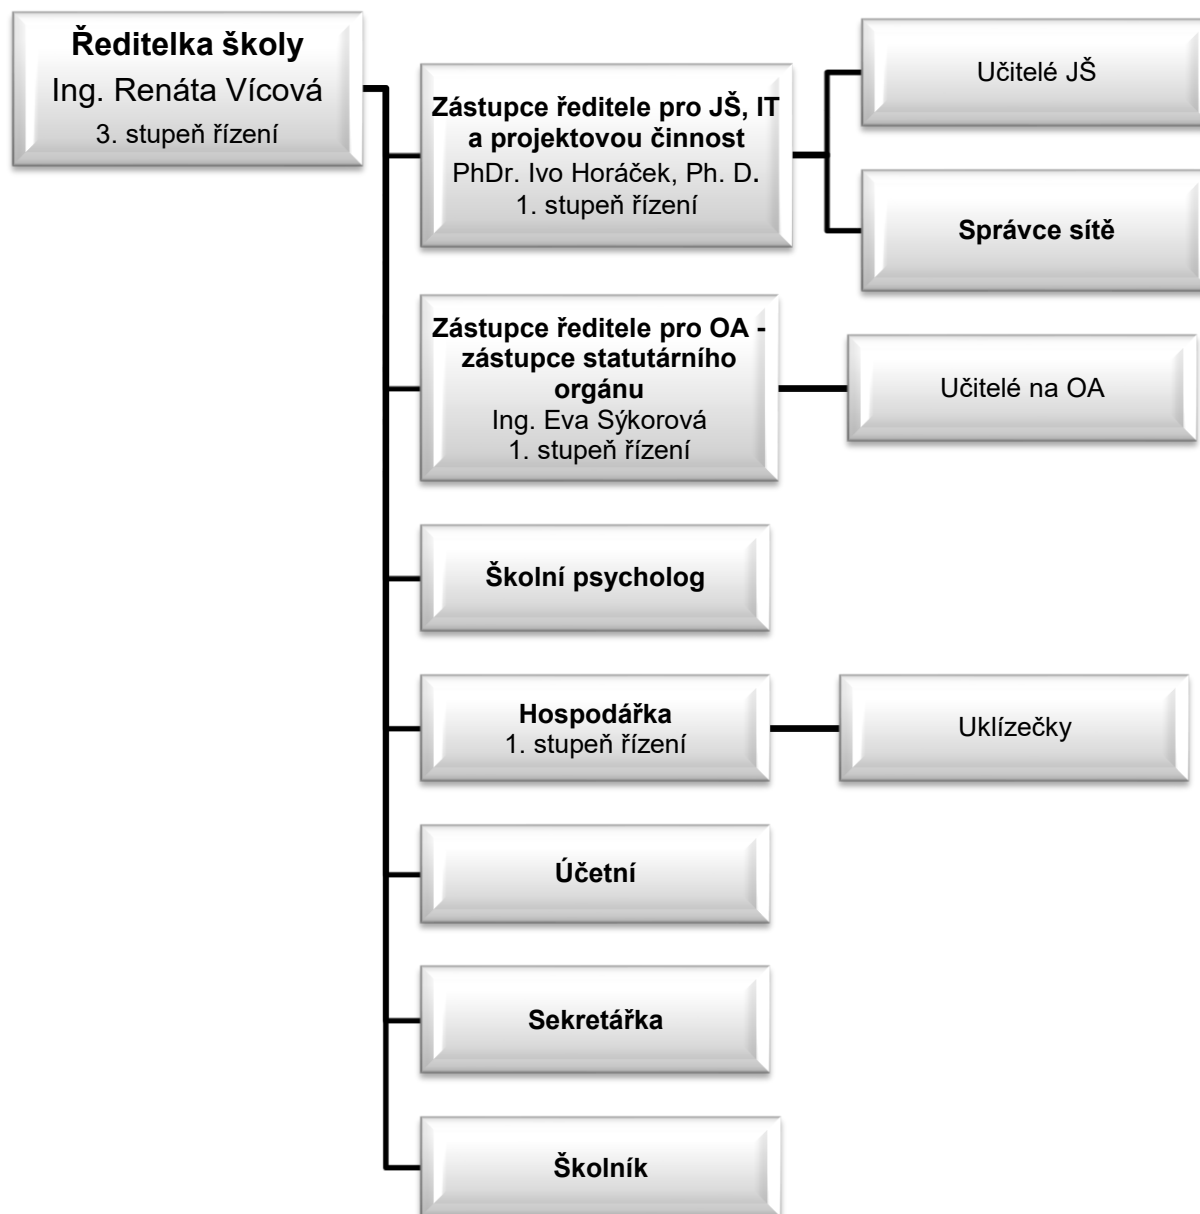 Ředitelka školy
Ing. Renáta Vícová
3. stupeň řízení
Zástupce ředitele pro JŠ, IT
a projektovou činnost
PhDr. Ivo Horáček, Ph. D.
1. stupeň řízení
Učitelé JŠ
Správce sítě
Zástupce ředitele pro OA -
zástupce statutárního
orgánu
Ing. Eva Sýkorová
1. stupeň řízení
Učitelé na OA
Školní psycholog
Hospodářka
1. stupeň řízení
Uklízečky
Účetní
Sekretářka
Školník